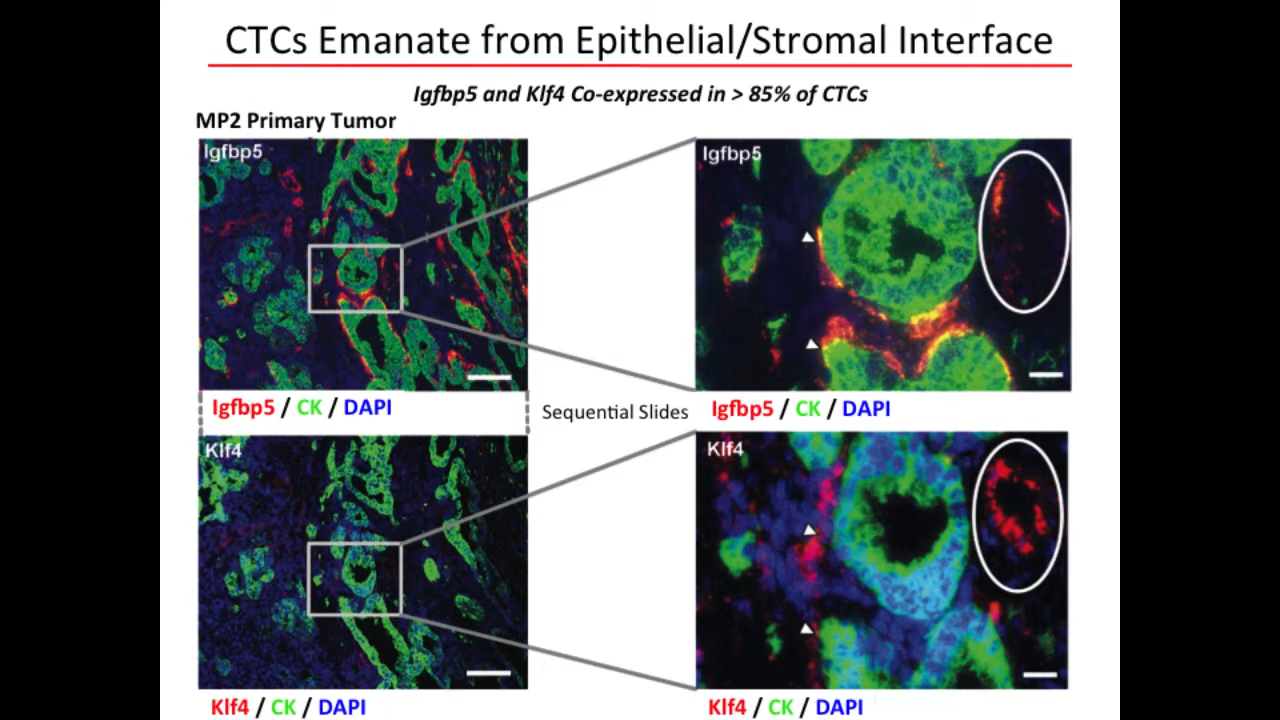 CTCs Emanate from Epithelial/Stromal Interface
Igfbp5 and Klf4 Co-expressed in > 85% of CTCs
MP2 Primary Tumor
Igfbp5
Igfbp5
Igfbp5 / CK / DAPI
Sequential Slides
Igfbp5 / CK / DAPI
Klf4
Klf4
Klf4 / CK / DAPI
Klf4 / CK / DAPI